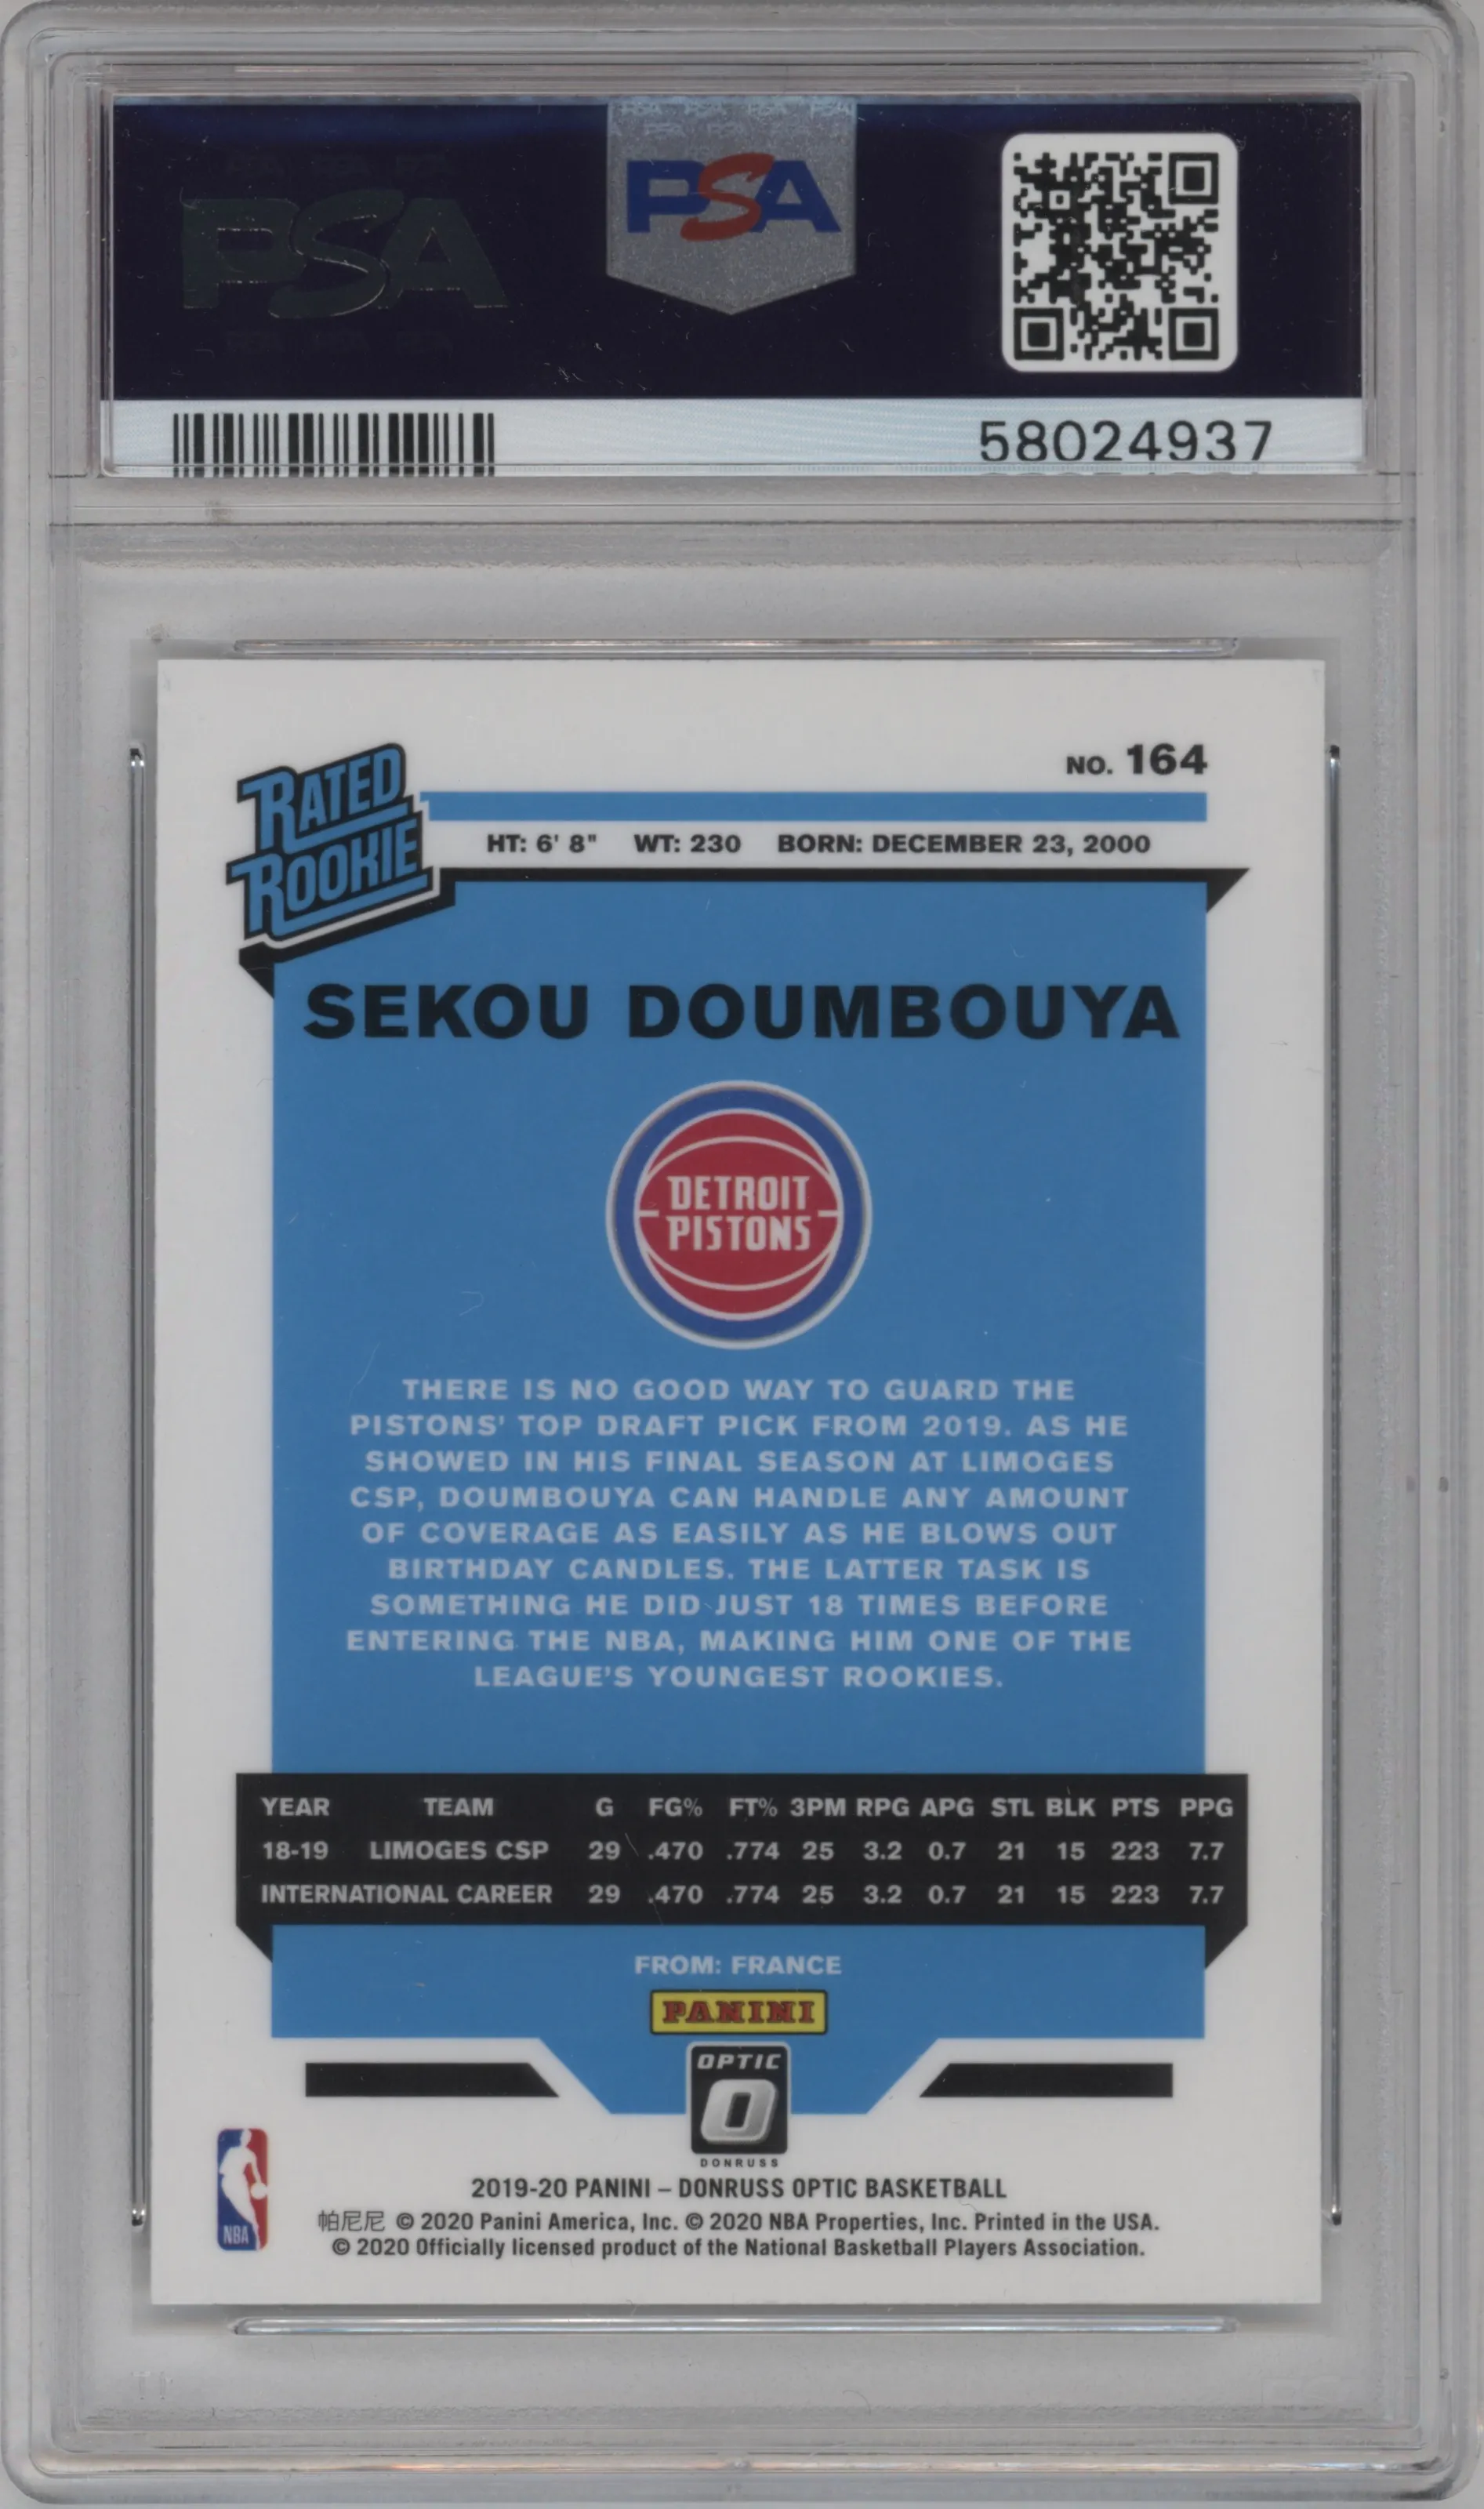 PSA
PSA
58024937
RATED
ROOKIE
NO. 164
HT: 6' 8" WT: 230 BORN: DECEMBER 23, 2000
SEKOU DOUMBOUYA
DETROIT
PISTONS
THERE IS NO GOOD WAY TO GUARD THE
PISTONS' TOP DRAFT PICK FROM 2019. AS HE
SHOWED IN HIS FINAL SEASON AT LIMOGES
CSP, DOUMBOUYA CAN HANDLE ANY AMOUNT
OF COVERAGE AS EASILY AS HE BLOWS OUT
BIRTHDAY CANDLES. THE LATTER TASK IS
SOMETHING HE DID JUST 18 TIMES BEFORE
ENTERING THE NBA, MAKING HIM ONE OF THE
LEAGUE'S YOUNGEST ROOKIES.
YEAR TEAM G FG% FT% 3PM RPG APG STL BLK PTS PPG
18-19 LIMOGES CSP 29 .470 .774 25 3.2 0.7 21 15 223 7.7
INTERNATIONAL CAREER 29 .470 .774 25 3.2 0.7 21 15 223 7.7
FROM: FRANCE
PANINI
OPTIC
O
DONRUSS
NBA
2019-20 PANINI – DONRUSS OPTIC BASKETBALL
帕尼尼 © 2020 Panini America, Inc. © 2020 NBA Properties, Inc. Printed in the USA.
© 2020 Officially licensed product of the National Basketball Players Association.